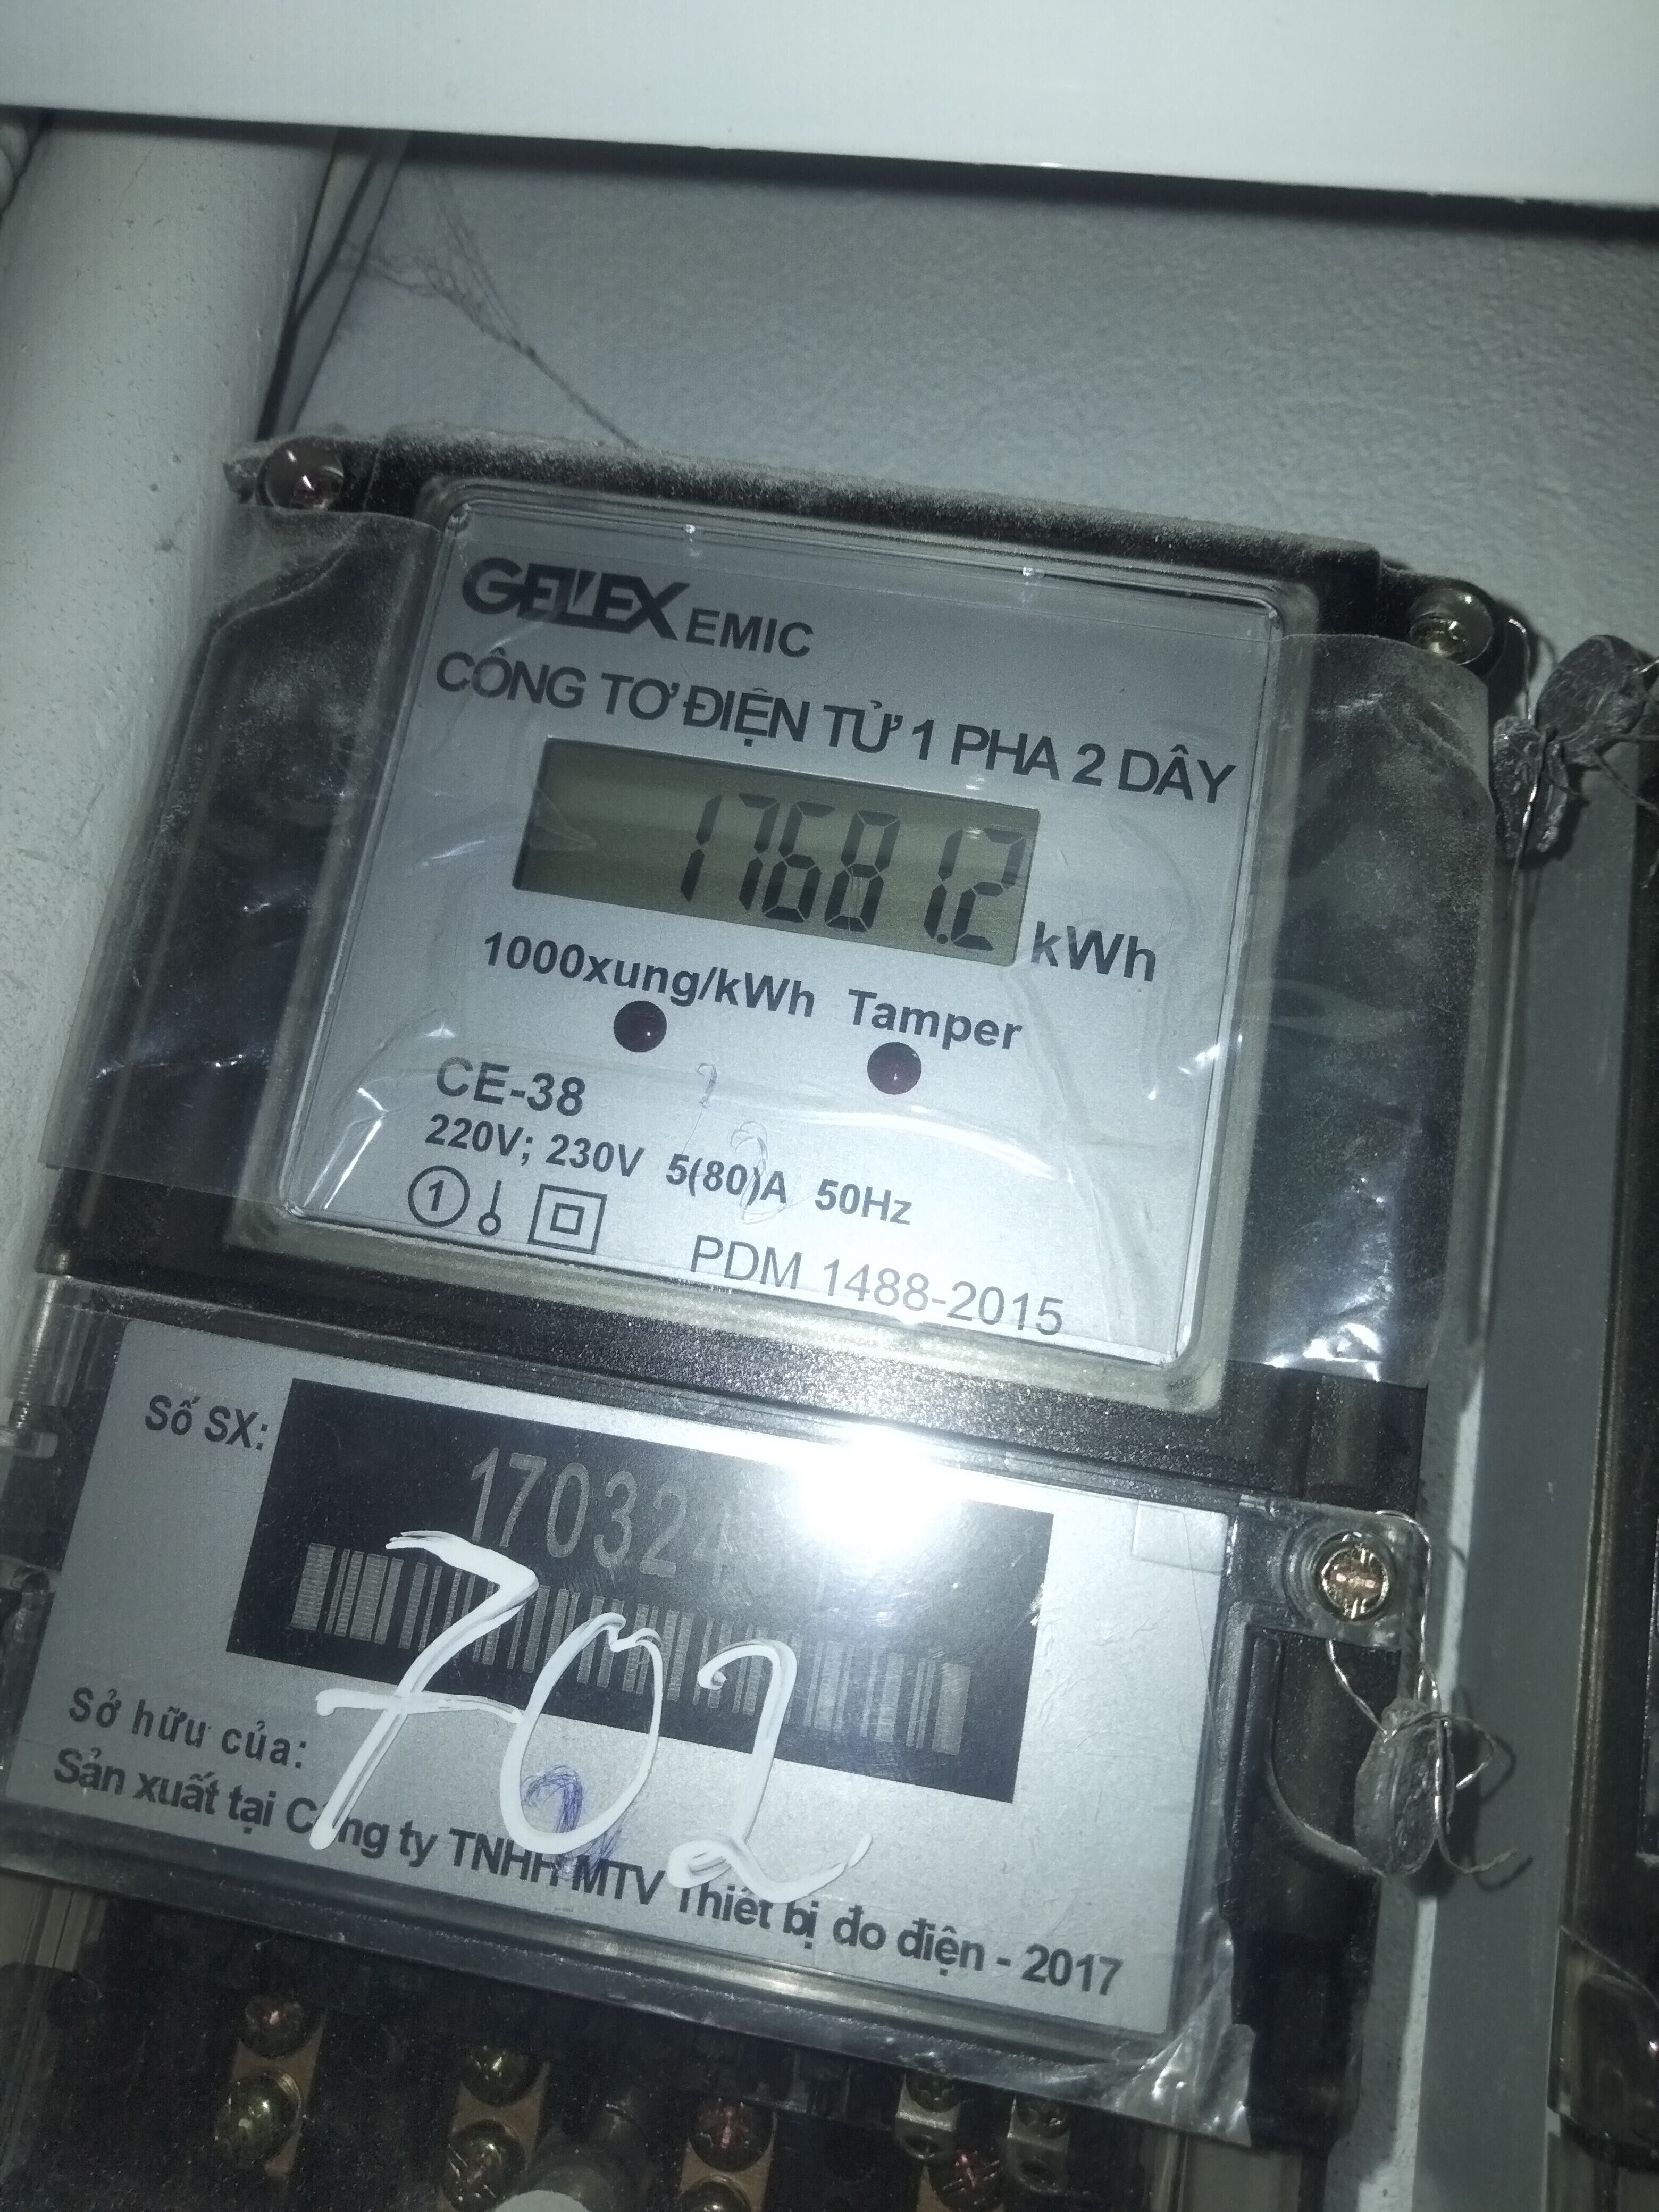 GELEX EMIC
CÔNG TƠ ĐIỆN TỬ 1 PHA 2 DÂY
17681.2 kWh
1000xung/kWh Tamper
CE-38
220V; 230V 5(80)A 50Hz
1
PDM 1488-2015
Số SX:
702
Sở hữu của:
Sản xuất tại Công ty TNHH MTV Thiết bị đo điện - 2017